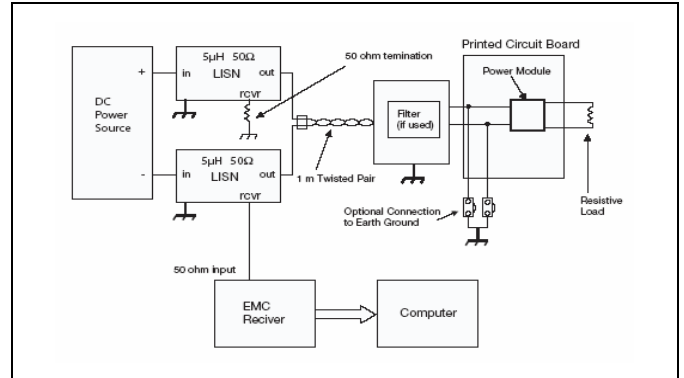 Printed Circuit Board
Power Module
50 ohm temination
5µH 50Ω
LISN
in
out
rcvr
+
DC
Power
Source
-
5µH 50Ω
LISN
in
out
rcvr
1 m Twisted Pair
Filter
(if used)
Optional Connection
to Earth Ground
Resistive
Load
50 ohm input
EMC
Reciver
Computer